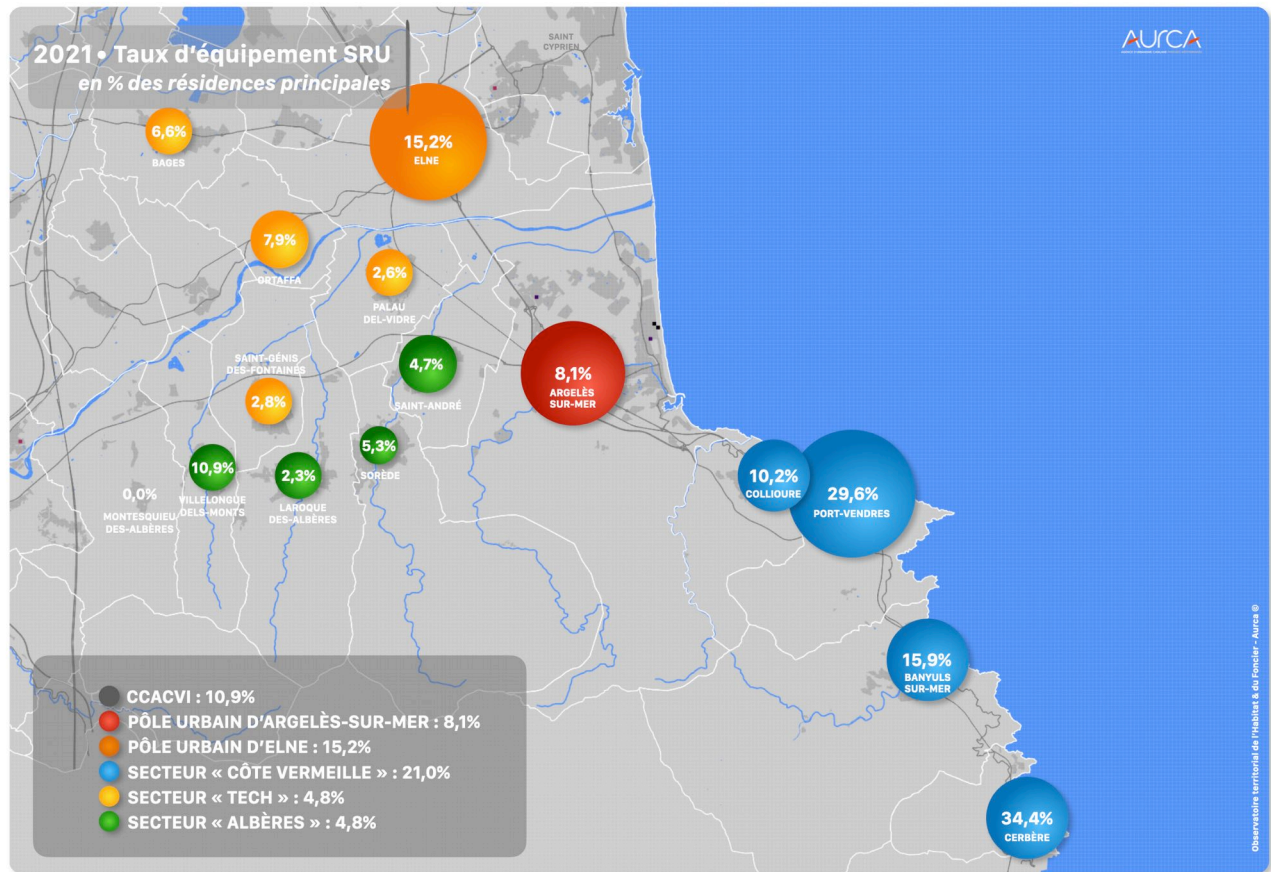 2021 • Taux d'équipement SRU
en % des résidences principales
SAINT
CYPRIEN
AURCA
6,6%
BAGES
15,2%
ELNE
7,9%
ORTAFFA
2,6%
PALAU
DEL-VIDRE
SAINT-GÉNIS
DES-FONTAINES
2,8%
4,7%
SAINT-ANDRÉ
8,1%
ARGELÈS
SUR-MER
5,3%
SORÈDE
10,9%
VILLELONGUE
DELS-MONTS
2,3%
LAROQUE
DES-ALBÈRES
0,0%
MONTESQUIEU
DES-ALBÈRES
10,2%
COLLIOURE
29,6%
PORT-VENDRES
15,9%
BANYULS
SUR-MER
34,4%
CERBÈRE
CCACVI : 10,9%
PÔLE URBAIN D'ARGELÈS-SUR-MER : 8,1%
PÔLE URBAIN D'ELNE : 15,2%
SECTEUR « CÔTE VERMEILLE » : 21,0%
SECTEUR « TECH » : 4,8%
SECTEUR « ALBÈRES » : 4,8%
Observatoire territorial de l'Habitat & du Foncier - Aurca ©